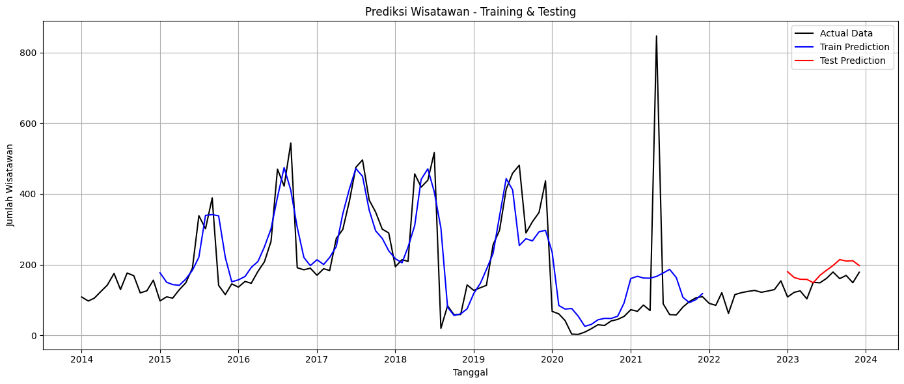 Prediksi Wisatawan - Training & Testing
Actual Data
Train Prediction
Test Prediction
Jumlah Wisatawan
800
600
400
200
0
2014 2015 2016 2017 2018 2019 2020 2021 2022 2023 2024
Tanggal